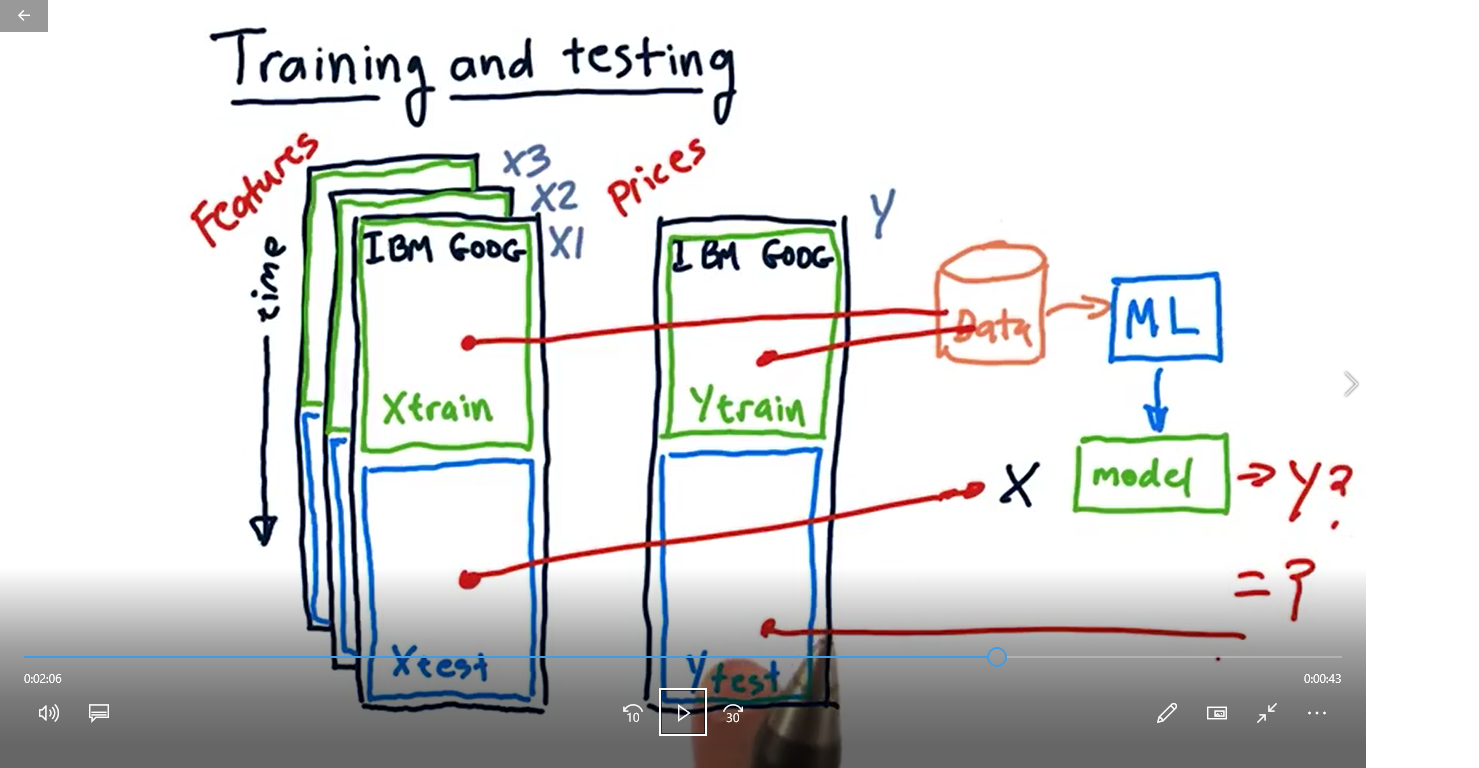 Training and testing
Features
X3
X2
X1
Prices
Y
time
IBM GOOG
IBM GOOG
Data
ML
Xtrain
Ytrain
X
model
→ Y?
= ?
Xtest
Ytest
0:02:06
0:00:43
10
30